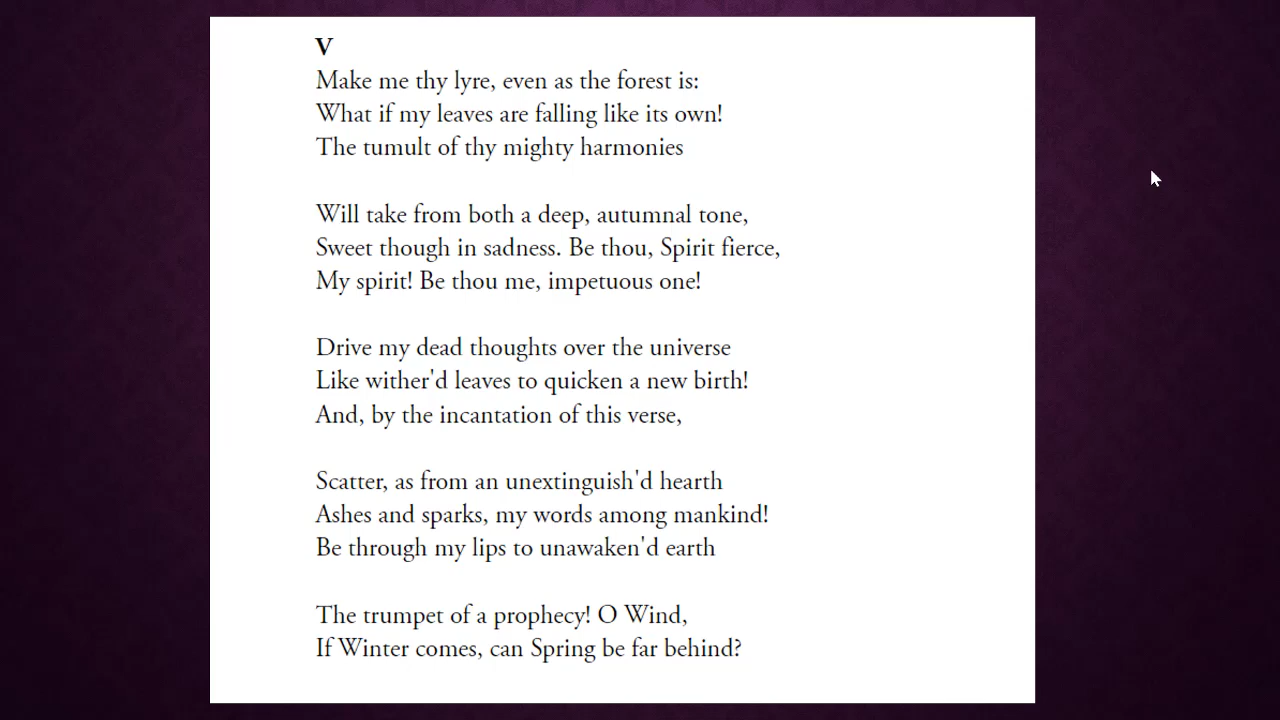 V
Make me thy lyre, even as the forest is:
What if my leaves are falling like its own!
The tumult of thy mighty harmonies
Will take from both a deep, autumnal tone,
Sweet though in sadness. Be thou, Spirit fierce,
My spirit! Be thou me, impetuous one!
Drive my dead thoughts over the universe
Like wither'd leaves to quicken a new birth!
And, by the incantation of this verse,
Scatter, as from an unextinguish'd hearth
Ashes and sparks, my words among mankind!
Be through my lips to unawaken'd earth
The trumpet of a prophecy! O Wind,
If Winter comes, can Spring be far behind?